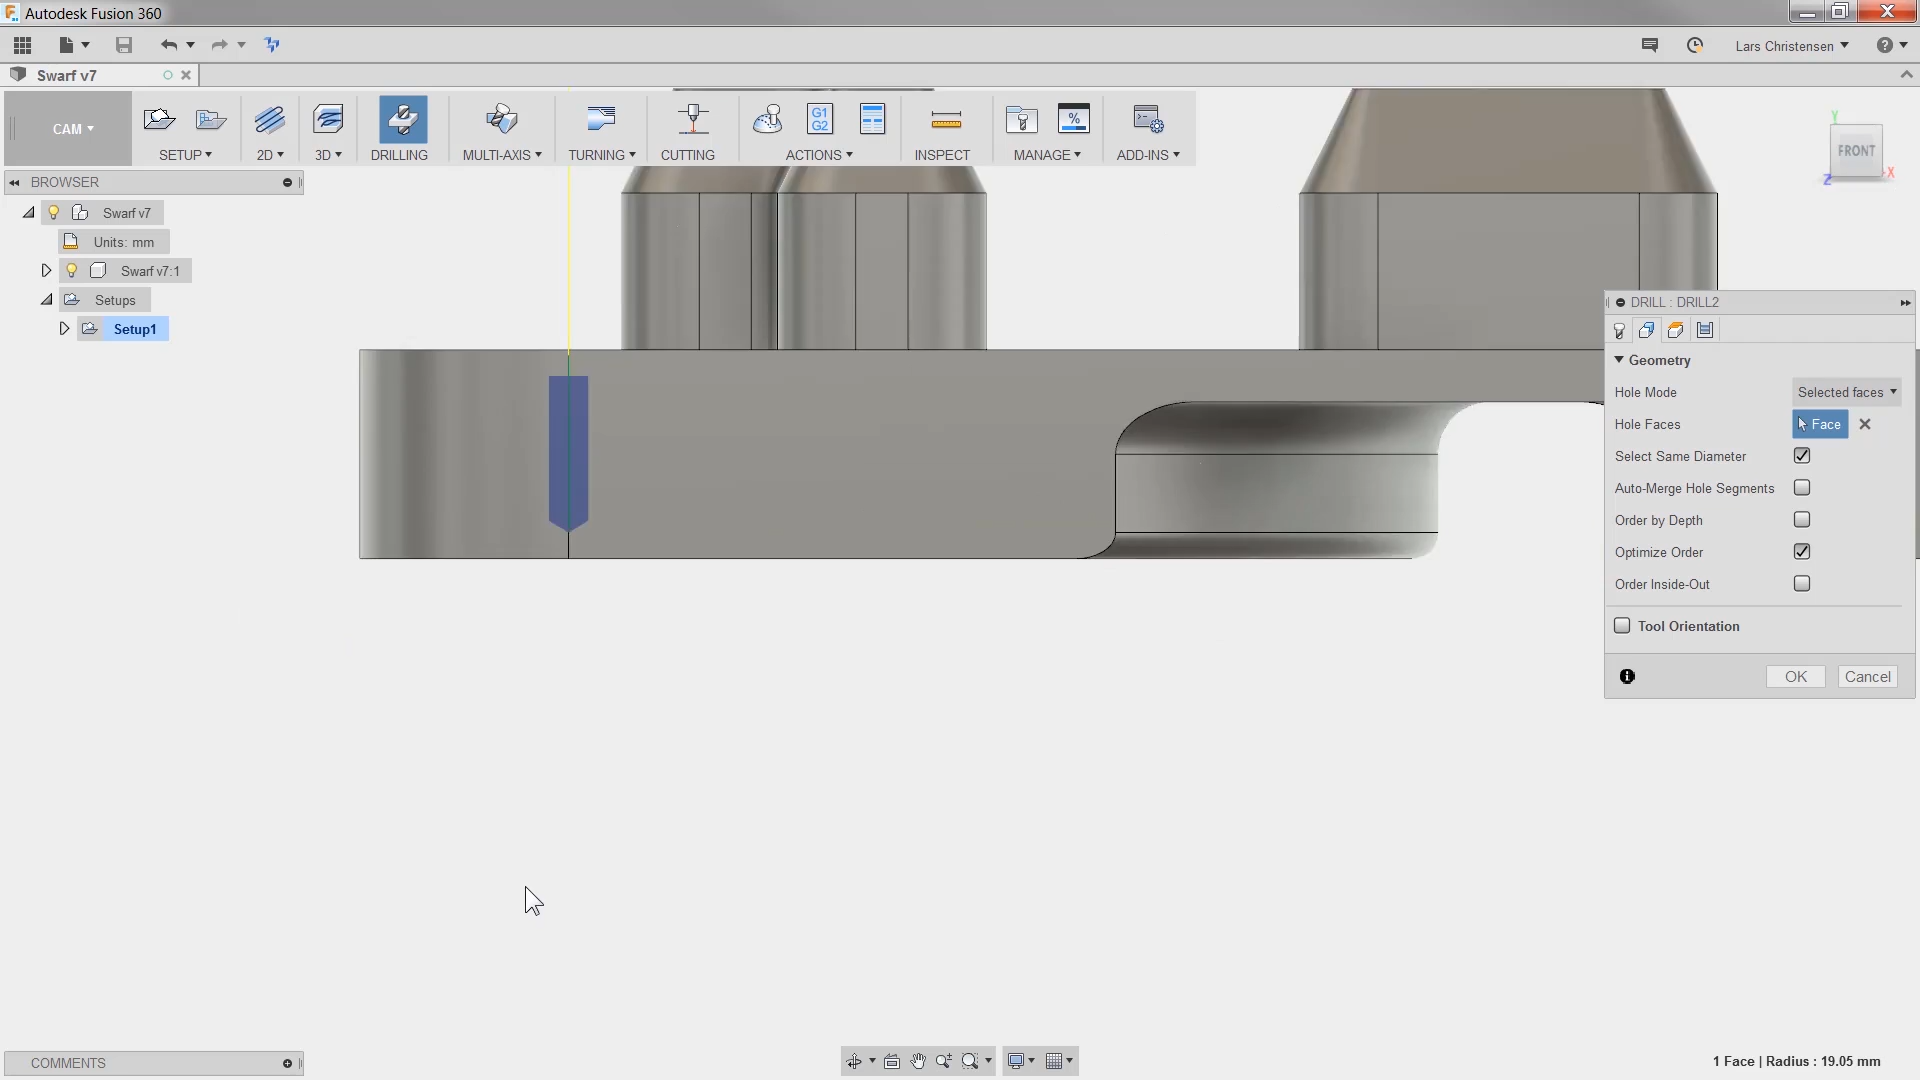 Autodesk Fusion 360
Lars Christensen
Swarf v7
CAM
SETUP
2D
3D
DRILLING
MULTI-AXIS
TURNING
CUTTING
G1
G2
ACTIONS
INSPECT
%
MANAGE
ADD-INS
Y
FRONT
X
Z
BROWSER
Swarf v7
Units: mm
Swarf v7:1
Setups
Setup1
DRILL : DRILL2
Geometry
Hole Mode Selected faces
Hole Faces Face
Select Same Diameter
Auto-Merge Hole Segments
Order by Depth
Optimize Order
Order Inside-Out
Tool Orientation
OK Cancel
COMMENTS
1 Face | Radius : 19.05 mm